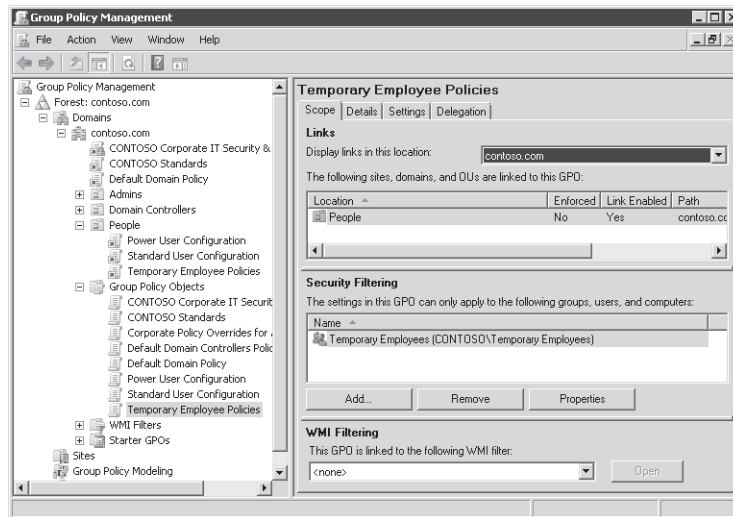 Group Policy Management
File Action View Window Help
Group Policy Management
Forest: contoso.com
Domains
contoso.com
CONTOSO Corporate IT Security &
CONTOSO Standards
Default Domain Policy
Admins
Domain Controllers
People
Power User Configuration
Standard User Configuration
Temporary Employee Policies
Group Policy Objects
CONTOSO Corporate IT Securit
CONTOSO Standards
Corporate Policy Overrides for
Default Domain Controllers Polic
Default Domain Policy
Power User Configuration
Standard User Configuration
Temporary Employee Policies
WMI Filters
Starter GPOs
Sites
Group Policy Modeling
Temporary Employee Policies
Scope Details Settings Delegation
Links
Display links in this location: contoso.com
The following sites, domains, and OUs are linked to this GPO:
Location Enforced Link Enabled Path
People No Yes contoso.cc
Security Filtering
The settings in this GPO can only apply to the following groups, users, and computers:
Name
Temporary Employees (CONTOSO\Temporary Employees)
Add... Remove Properties
WMI Filtering
This GPO is linked to the following WMI filter:
<none> Open